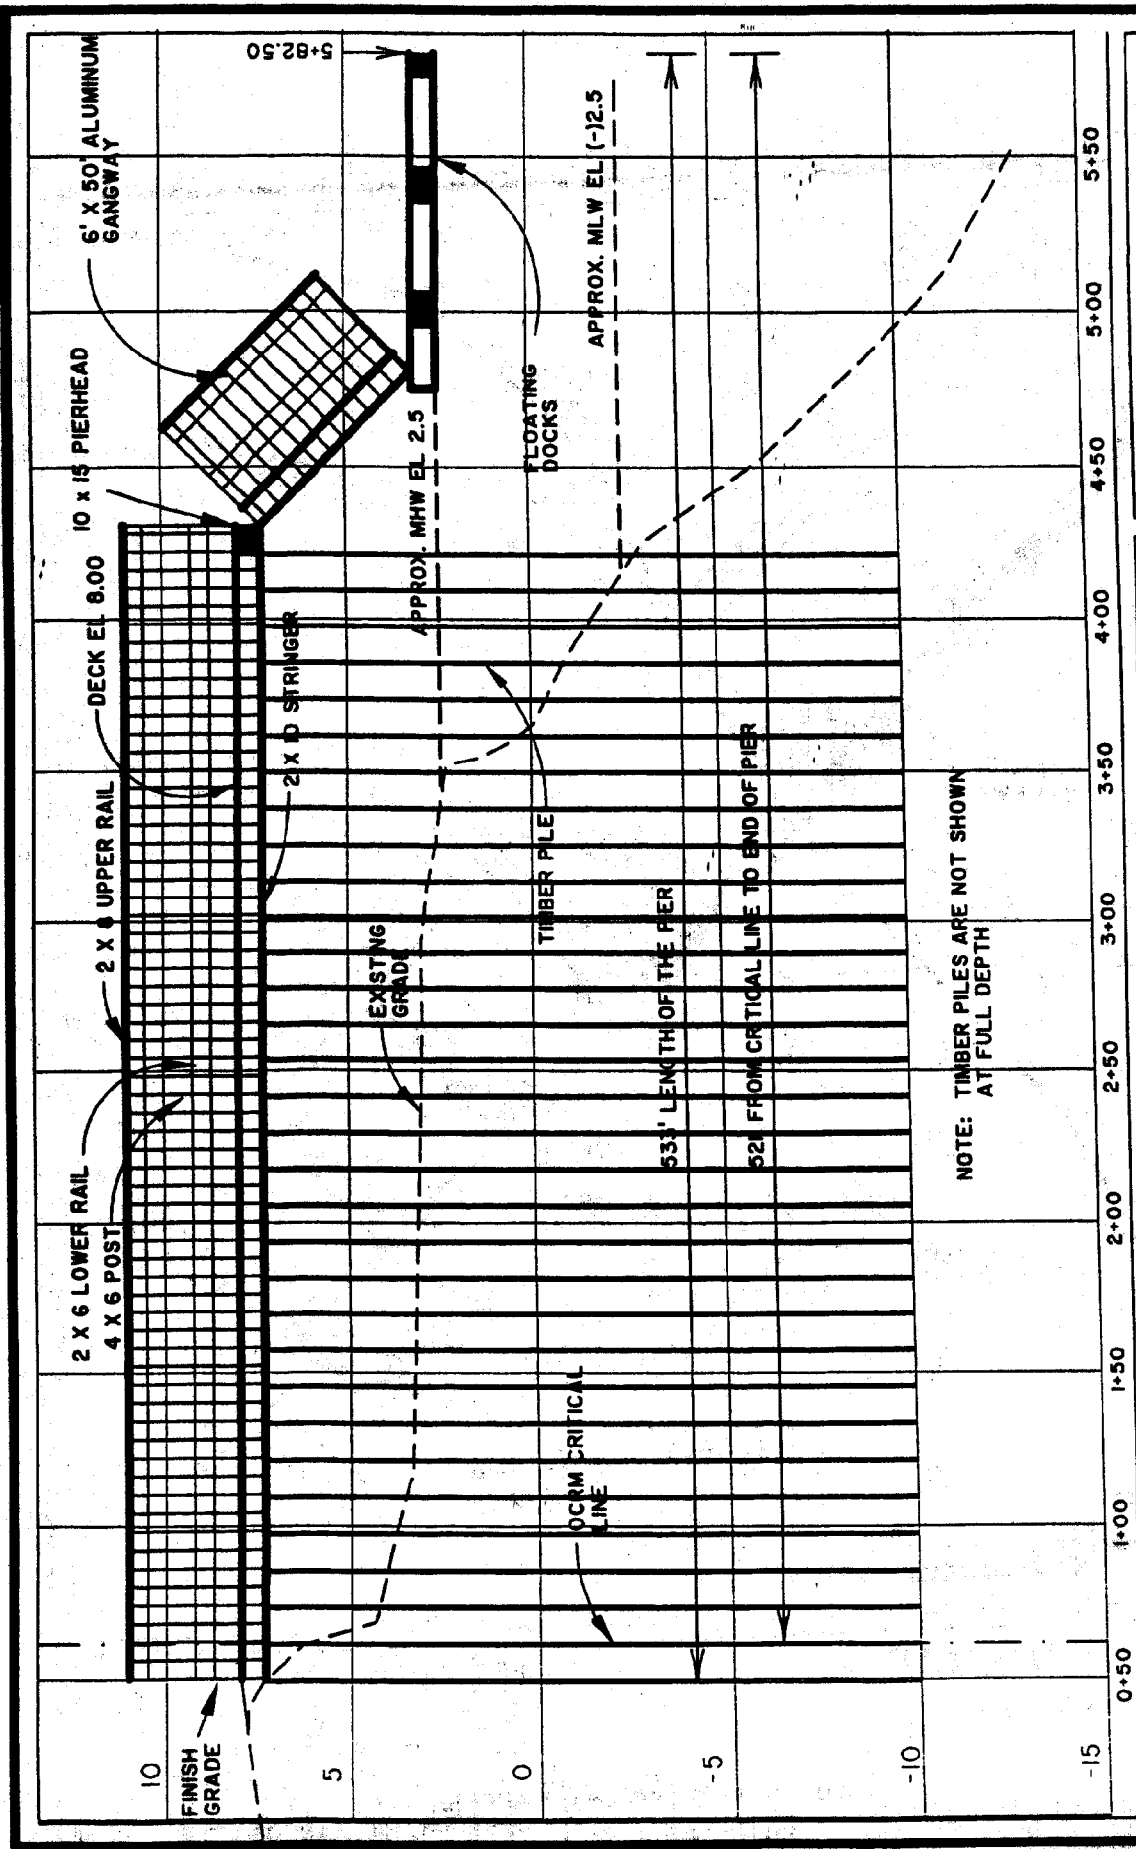 6' X 50' ALUMINUM
GANGWAY
5+82.50
10 x 15 PIERHEAD
DECK EL 8.00
2 X 8 UPPER RAIL
2 X 6 LOWER RAIL
4 X 6 POST
FINISH
GRADE
2 X 10 STRINGER
APPROX. MHW EL 2.5
EXISTING
GRADE
FLOATING
DOCKS
APPROX. MLW EL (-)2.5
TIMBER PILE
OCRM CRITICAL
LINE
533' LENGTH OF THE PIER
521' FROM CRITICAL LINE TO END OF PIER
NOTE: TIMBER PILES ARE NOT SHOWN
AT FULL DEPTH
10
5
0
-5
-10
-15
0+50
1+00
1+50
2+00
2+50
3+00
3+50
4+00
4+50
5+00
5+50